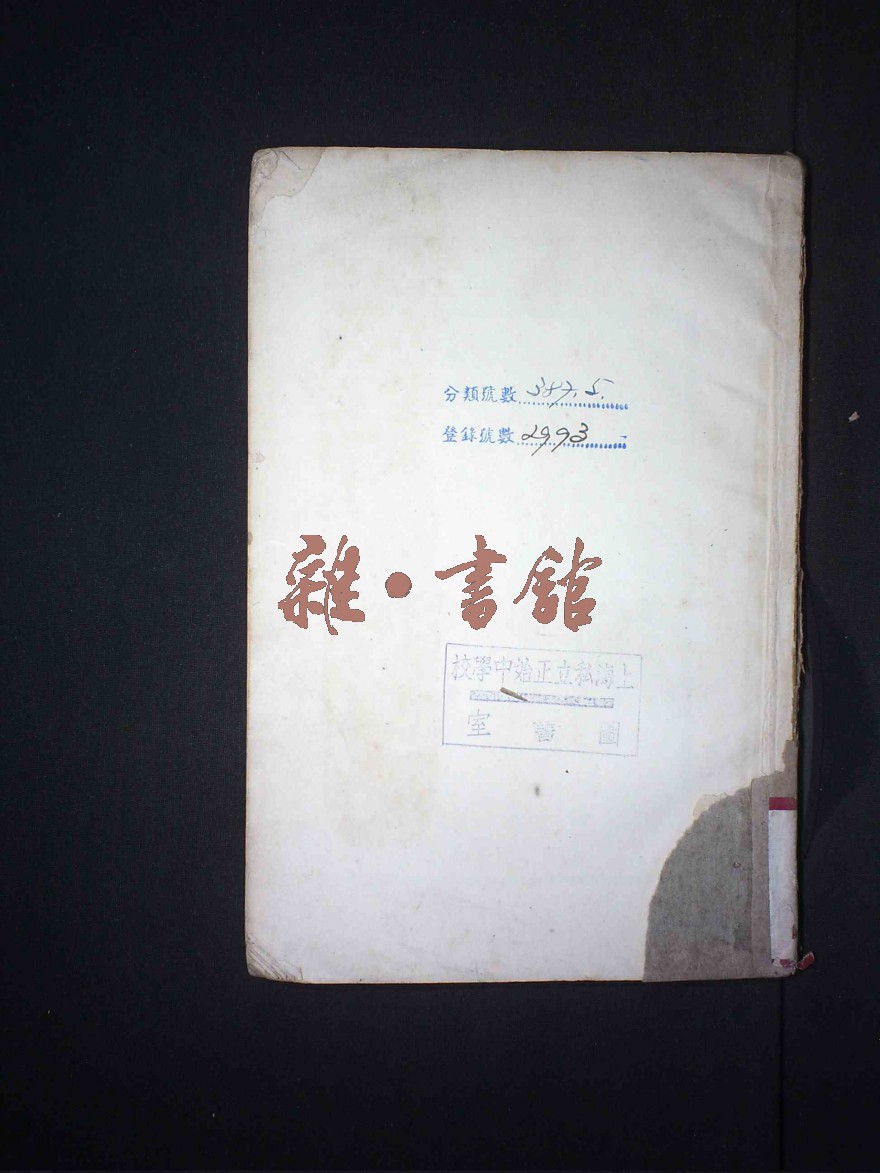 分類號數 387.5.
登錄號數 2993
雜·書館
上海私立正始中學校
圖書室